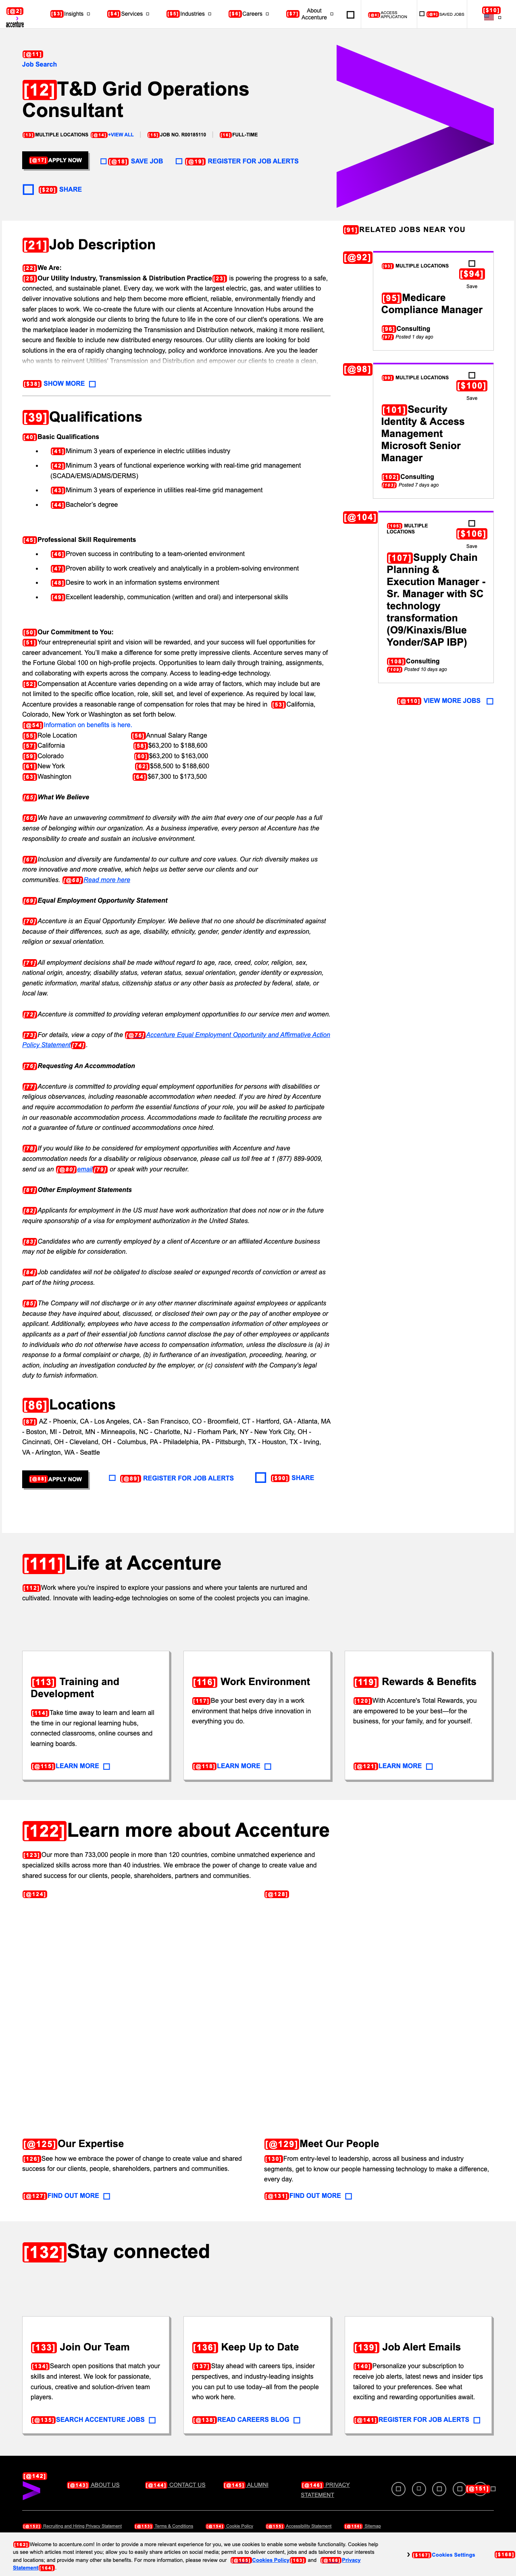 [@2]
accenture
[$3]Insights
[$4]Services
[$5]Industries
[$6]Careers
[$7] About Accenture
ACCESS APPLICATION
SAVED JOBS
[$10]
[@11]
Job Search
[12]T&D Grid Operations
Consultant
[13]MULTIPLE LOCATIONS [@14]+VIEW ALL
[15]JOB NO. R00185110
[16]FULL-TIME
[@17]APPLY NOW
[@18] SAVE JOB
[@19] REGISTER FOR JOB ALERTS
[$20] SHARE
[21]Job Description
[22]We Are:
[20]Our Utility Industry, Transmission & Distribution Practice[23] is powering the progress to a safe,
connected, and sustainable planet. Every day, we work with the largest electric, gas, and water utilities to
deliver innovative solutions and help them become more efficient, reliable, environmentally friendly and
safer places to work. We co-create the future with our clients at Accenture Innovation Hubs around the
world and work alongside our clients to bring the future to life in the core of our client's operations. We are
the marketplace leader in modernizing the Transmission and Distribution network, making it more resilient,
secure and flexible to include new distributed energy resources. Our Utility clients are looking for bold
solutions in the era of rapidly changing technology, policy and workforce innovations. Are you the leader
who wants to reinvent Utilities' Transmission and Distribution and empower our clients to create a clean,
[$38] SHOW MORE
[39]Qualifications
[40]Basic Qualifications
• [41]Minimum 3 years of experience in electric utilities industry
• [42]Minimum 3 years of functional experience working with real-time grid management
(SCADA/EMS/ADMS/DERMS)
• [43]Minimum 3 years of experience in utilities real-time grid management
• [44]Bachelor's degree
[45]Professional Skill Requirements
• [46]Proven success in contributing to a team-oriented environment
• [47]Proven ability to work creatively and analytically in a problem-solving environment
• [48]Desire to work in an information systems environment
• [49]Excellent leadership, communication (written and oral) and interpersonal skills
[50]Our Commitment to You:
[51]Your entrepreneurial spirit and vision will be rewarded, and your success will fuel opportunities for
career advancement. You'll make a difference for some pretty impressive clients. Accenture serves many of
the Fortune Global 100 on high-profile projects. Opportunities to learn daily through training, assignments,
and collaborating with experts across the company. Access to leading-edge technology.
[52]Compensation at Accenture varies depending on a wide array of factors, which may include but are
not limited to the specific office location, role, skill set, and level of experience. As required by local law,
Accenture provides a reasonable range of compensation for roles that may be hired in [53]California,
Colorado, New York or Washington as set forth below.
[@54]Information on benefits is here.
[55]Role Location [56]Annual Salary Range
[57]California [58]$63,200 to $188,600
[59]Colorado [60]$63,200 to $163,000
[61]New York [62]$58,500 to $188,600
[63]Washington [64]$67,300 to $173,500
[65]What We Believe
[66]We have an unwavering commitment to diversity with the aim that every one of our people has a full
sense of belonging within our organization. As a business imperative, every person at Accenture has the
responsibility to create and sustain an inclusive environment.
[67]Inclusion and diversity are fundamental to our culture and core values. Our rich diversity makes us
more innovative and more creative, which helps us better serve our clients and our
communities. [@68]Read more here
[69]Equal Employment Opportunity Statement
[70]Accenture is an Equal Opportunity Employer. We believe that no one should be discriminated against
because of their differences, such as age, disability, ethnicity, gender, gender identity and expression,
religion or sexual orientation.
[71]All employment decisions shall be made without regard to age, race, creed, color, religion, sex,
national origin, ancestry, disability status, veteran status, sexual orientation, gender identity or expression,
genetic information, marital status, citizenship status or any other basis as protected by federal, state, or
local law.
[72]Accenture is committed to providing veteran employment opportunities to our service men and women.
[73]For details, view a copy of the [@75]Accenture Equal Employment Opportunity and Affirmative Action
Policy Statement[74].
[76]Requesting An Accommodation
[77]Accenture is committed to providing equal employment opportunities for persons with disabilities or
religious observances, including reasonable accommodation when needed. If you are hired by Accenture
and require accommodation to perform the essential functions of your role, you will be asked to participate
in our reasonable accommodation process. Accommodations made to facilitate the recruiting process are
not a guarantee of future or continued accommodations once hired.
[78]If you would like to be considered for employment opportunities with Accenture and have
accommodation needs for a disability or religious observance, please call us toll free at 1 (877) 889-9009,
send us an [@80]email[79] or speak with your recruiter.
[81]Other Employment Statements
[82]Applicants for employment in the US must have work authorization that does not now or in the future
require sponsorship of a visa for employment authorization in the United States.
[83]Candidates who are currently employed by a client of Accenture or an affiliated Accenture business
may not be eligible for consideration.
[84]Job candidates will not be obligated to disclose sealed or expunged records of conviction or arrest as
part of the hiring process.
[85]The Company will not discharge or in any other manner discriminate against employees or applicants
because they have inquired about, discussed, or disclosed their own pay or the pay of another employee or
applicant. Additionally, employees who have access to the compensation information of other employees or
applicants as a part of their essential job functions cannot disclose the pay of other employees or applicants
to individuals who do not otherwise have access to compensation information, unless the disclosure is (a) in
response to a formal complaint or charge, (b) in furtherance of an investigation, proceeding, hearing, or
action, including an investigation conducted by the employer, or (c) consistent with the Company's legal
duty to furnish information.
[86]Locations
[87] AZ - Phoenix, CA - Los Angeles, CA - San Francisco, CO - Broomfield, CT - Hartford, GA - Atlanta, MA
- Boston, MI - Detroit, MN - Minneapolis, NC - Charlotte, NJ - Florham Park, NY - New York City, OH -
Cincinnati, OH - Cleveland, OH - Columbus, PA - Philadelphia, PA - Pittsburgh, TX - Houston, TX - Irving,
VA - Arlington, WA - Seattle
[@88]APPLY NOW
[@89] REGISTER FOR JOB ALERTS
[$90] SHARE
[91]RELATED JOBS NEAR YOU
[@92]
[93] MULTIPLE LOCATIONS
[$94]
Save
[95]Medicare
Compliance Manager
[96]Consulting
[97] Posted 1 day ago
[@98]
[99] MULTIPLE LOCATIONS
[$100]
Save
[101]Security
Identity & Access
Management
Microsoft Senior
Manager
[102]Consulting
[103] Posted 7 days ago
[@104]
[105] MULTIPLE
LOCATIONS
[$106]
Save
[107]Supply Chain
Planning &
Execution Manager -
Sr. Manager with SC
technology
transformation
(O9/Kinaxis/Blue
Yonder/SAP IBP)
[108]Consulting
[109] Posted 10 days ago
[@110] VIEW MORE JOBS
[111]Life at Accenture
[112]Work where you're inspired to explore your passions and where your talents are nurtured and
cultivated. Innovate with leading-edge technologies on some of the coolest projects you can imagine.
[113] Training and
Development
[114]Take time away to learn and learn all
the time in our regional learning hubs,
connected classrooms, online courses and
learning boards.
[@115]LEARN MORE
[116] Work Environment
[117]Be your best every day in a work
environment that helps drive innovation in
everything you do.
[@118]LEARN MORE
[119] Rewards & Benefits
[120]With Accenture's Total Rewards, you
are empowered to be your best—for the
business, for your family, and for yourself.
[@121]LEARN MORE
[122]Learn more about Accenture
[123]Our more than 733,000 people in more than 120 countries, combine unmatched experience and
specialized skills across more than 40 industries. We embrace the power of change to create value and
shared success for our clients, people, shareholders, partners and communities.
[@124]
[@128]
[@125]Our Expertise
[126]See how we embrace the power of change to create value and shared
success for our clients, people, shareholders, partners and communities.
[@127]FIND OUT MORE
[@129]Meet Our People
[130]From entry-level to leadership, across all business and industry
segments, get to know our people harnessing technology to make a difference,
every day.
[@131]FIND OUT MORE
[132]Stay connected
[133] Join Our Team
[134]Search open positions that match your
skills and interest. We look for passionate,
curious, creative and solution-driven team
players.
[@135]SEARCH ACCENTURE JOBS
[136] Keep Up to Date
[137]Stay ahead with careers tips, insider
perspectives, and industry-leading insights
you can put to use today–all from the people
who work here.
[@138]READ CAREERS BLOG
[139] Job Alert Emails
[140]Personalize your subscription to
receive job alerts, latest news and insider tips
tailored to your preferences. See what
exciting and rewarding opportunities await.
[@141]REGISTER FOR JOB ALERTS
[@142]
[@143] ABOUT US
[@144] CONTACT US
[@145] ALUMNI
[@146] PRIVACY
STATEMENT
[@151]
Recruiting and Hiring Privacy Statement
Terms & Conditions
Cookie Policy
Accessibility Statement
Sitemap
[162]Welcome to accenture.com! In order to provide a more relevant experience for you, we use cookies to enable some website functionality. Cookies help
us see which articles most interest you; allow you to easily share articles on social media; permit us to deliver content, jobs and ads tailored to your interests
and locations; and provide many other site benefits. For more information, please review our [@165]Cookies Policy[163] and [@166]Privacy
Statement[164]
[$167]Cookies Settings
[$168]